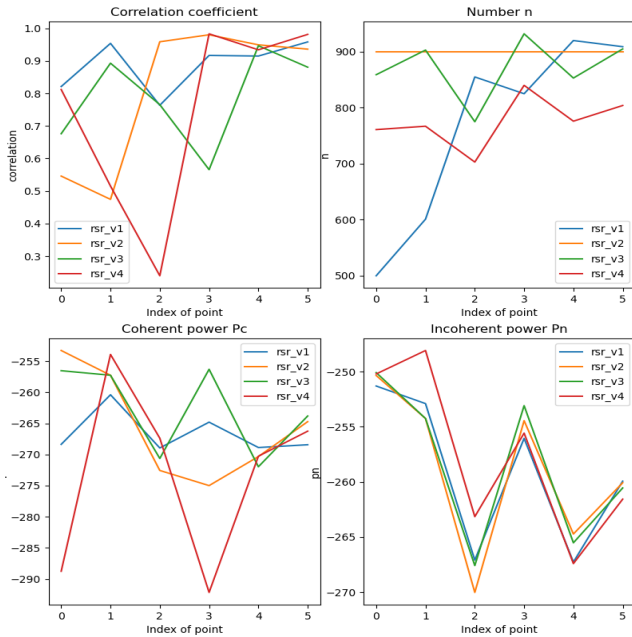 Correlation coefficient
1.0
0.9
0.8
0.7
0.6
0.5
0.4
0.3
correlation
rsr_v1
rsr_v2
rsr_v3
rsr_v4
0 1 2 3 4 5
Index of point
Number n
900
800
700
600
500
n
rsr_v1
rsr_v2
rsr_v3
rsr_v4
0 1 2 3 4 5
Index of point
Coherent power Pc
−255
−260
−265
−270
−275
−280
−285
−290
.
rsr_v1
rsr_v2
rsr_v3
rsr_v4
0 1 2 3 4 5
Index of point
Incoherent power Pn
−250
−255
−260
−265
−270
pn
rsr_v1
rsr_v2
rsr_v3
rsr_v4
0 1 2 3 4 5
Index of point